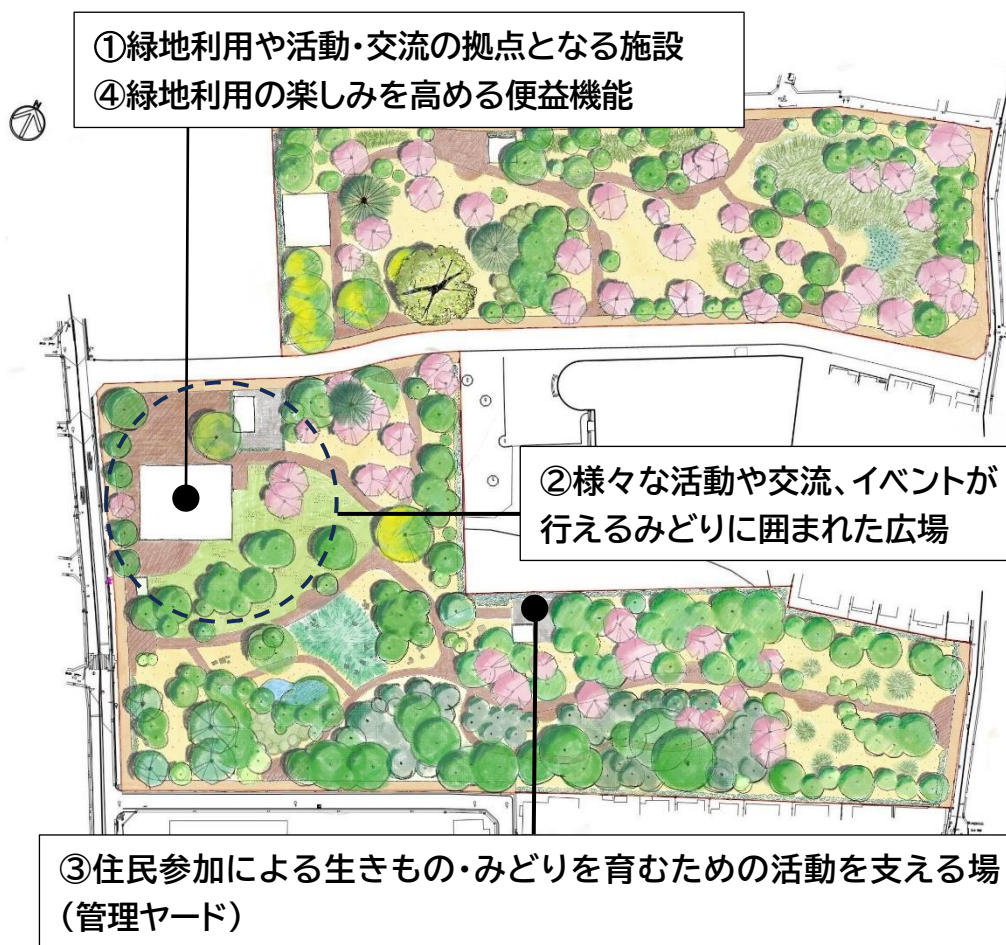 ①緑地利用や活動・交流の拠点となる施設
④緑地利用の楽しみを高める便益機能
②様々な活動や交流、イベントが
行えるみどりに囲まれた広場
③住民参加による生きもの・みどりを育むための活動を支える場
(管理ヤード)